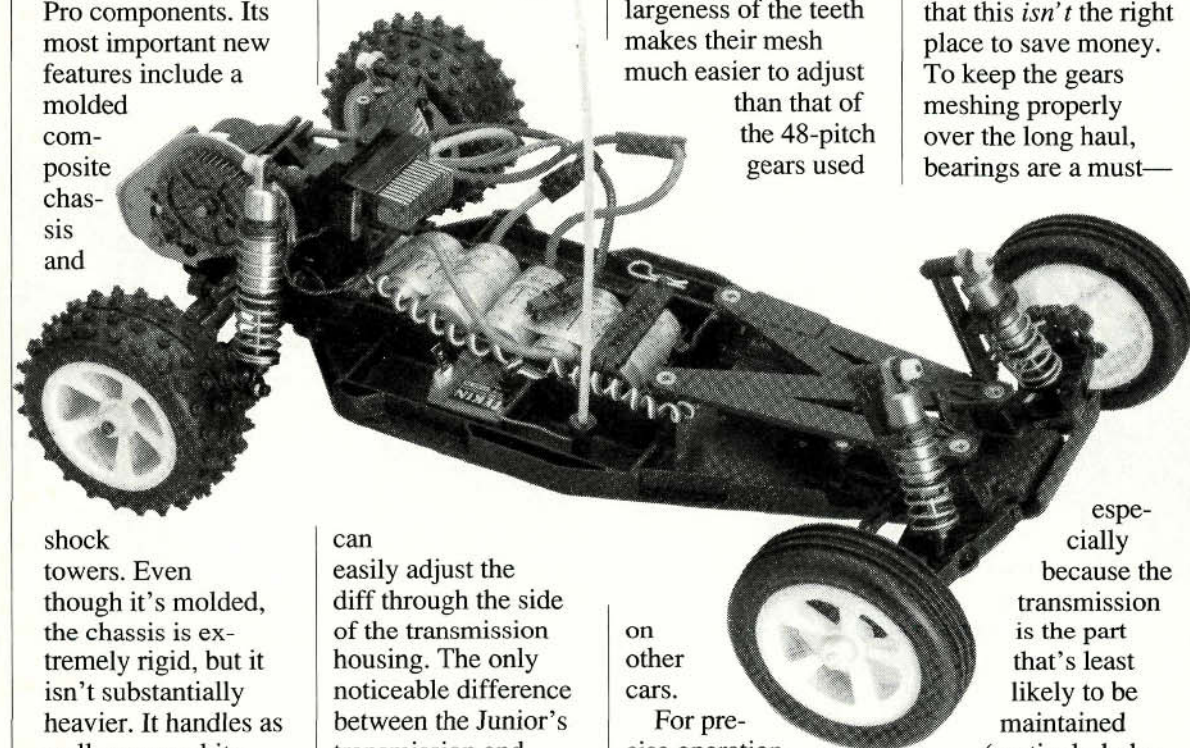 Pro components. Its
most important new
features include a
molded
com-
posite
chas-
sis
and
shock
towers. Even
though it's molded,
the chassis is ex-
tremely rigid, but it
isn't substantially
heavier. It handles as
can
easily adjust the
diff through the side
of the transmission
housing. The only
noticeable difference
between the Junior's
transmission and
largeness of the teeth
makes their mesh
much easier to adjust
than that of
the 48-pitch
gears used
on
other
cars.
For pre-
cise operation
that this isn't the right
place to save money.
To keep the gears
meshing properly
over the long haul,
bearings are a must—
espe-
cially
because the
transmission
is the part
that's least
likely to be
maintained
TEKIN